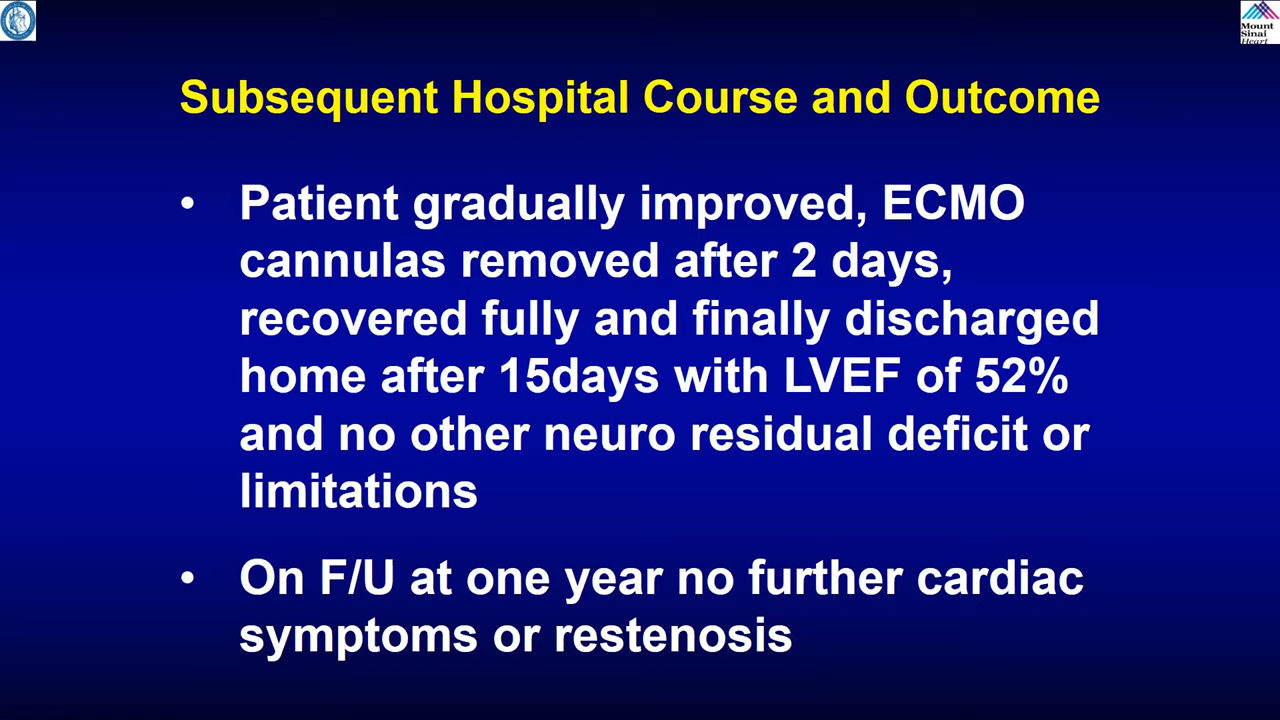 Mount
Sinai
Heart
Subsequent Hospital Course and Outcome
• Patient gradually improved, ECMO
cannulas removed after 2 days,
recovered fully and finally discharged
home after 15days with LVEF of 52%
and no other neuro residual deficit or
limitations
• On F/U at one year no further cardiac
symptoms or restenosis